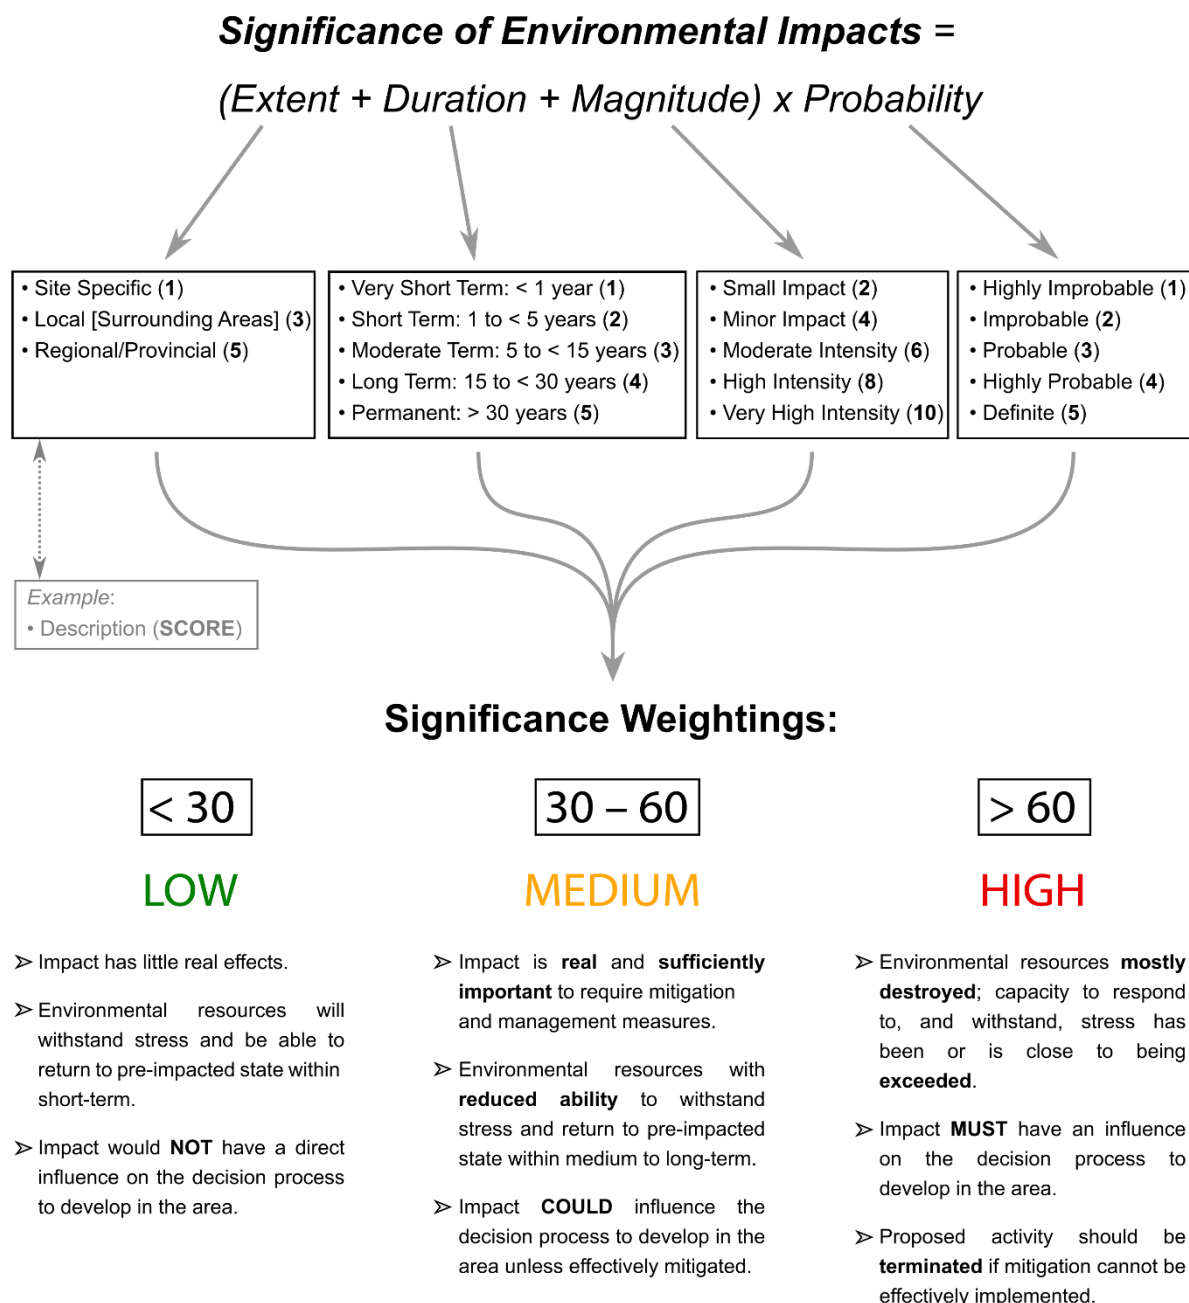 Significance of Environmental Impacts =
(Extent + Duration + Magnitude) x Probability
• Site Specific (1)
• Local [Surrounding Areas] (3)
• Regional/Provincial (5)
• Very Short Term: < 1 year (1)
• Short Term: 1 to < 5 years (2)
• Moderate Term: 5 to < 15 years (3)
• Long Term: 15 to < 30 years (4)
• Permanent: > 30 years (5)
• Small Impact (2)
• Minor Impact (4)
• Moderate Intensity (6)
• High Intensity (8)
• Very High Intensity (10)
• Highly Improbable (1)
• Improbable (2)
• Probable (3)
• Highly Probable (4)
• Definite (5)
Example:
• Description (SCORE)
Significance Weightings:
< 30
LOW
➢ Impact has little real effects.
➢ Environmental resources will
withstand stress and be able to
return to pre-impacted state within
short-term.
➢ Impact would NOT have a direct
influence on the decision process
to develop in the area.
30 – 60
MEDIUM
➢ Impact is real and sufficiently
important to require mitigation
and management measures.
➢ Environmental resources with
reduced ability to withstand
stress and return to pre-impacted
state within medium to long-term.
➢ Impact COULD influence the
decision process to develop in the
area unless effectively mitigated.
> 60
HIGH
➢ Environmental resources mostly
destroyed; capacity to respond
to, and withstand, stress has
been or is close to being
exceeded.
➢ Impact MUST have an influence
on the decision process to
develop in the area.
➢ Proposed activity should be
terminated if mitigation cannot be
effectively implemented.